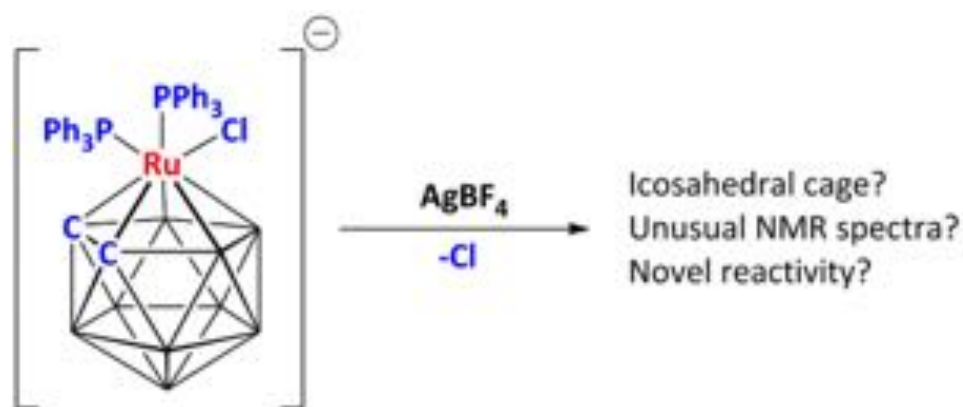 ⊖
PPh3
Ph3P
Cl
Ru
C
C
AgBF4
-Cl
Icosahedral cage?
Unusual NMR spectra?
Novel reactivity?